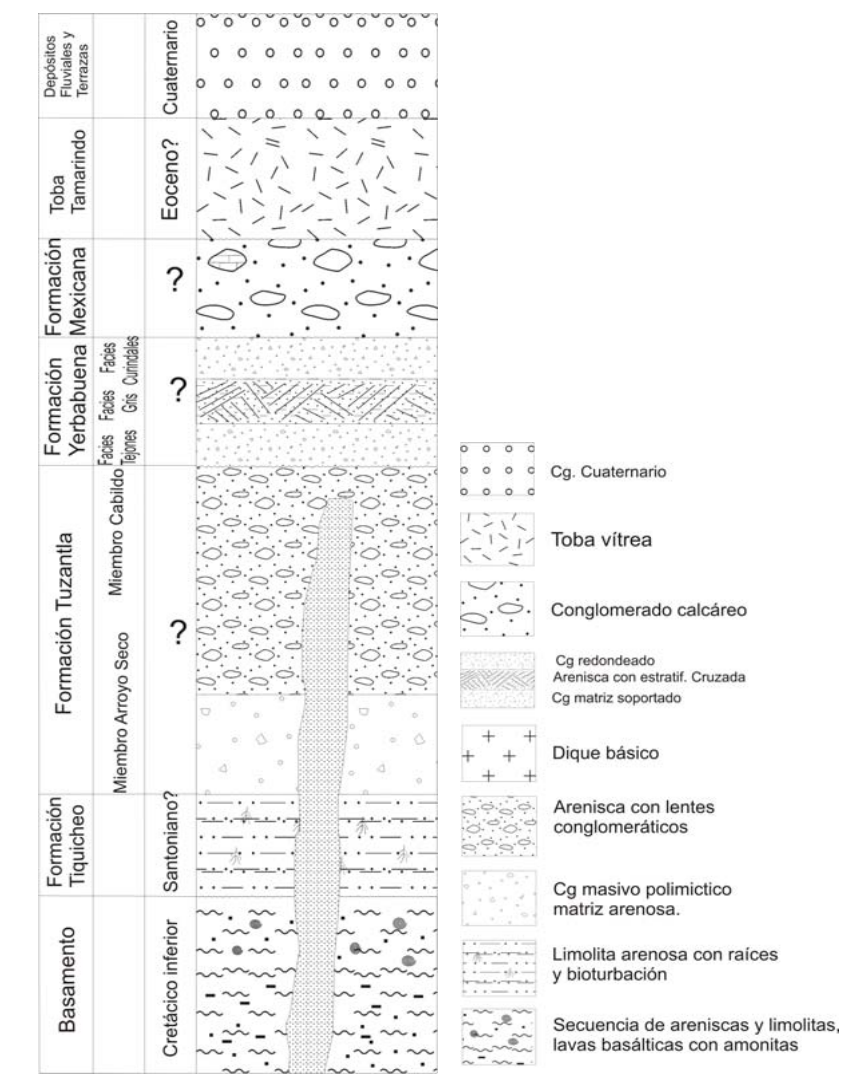 Depósitos
Fluviales y
Terrazas
Cuaternario
Toba
Tamarindo
Eoceno?
Formación
Mexicana
?
Formación
Yerbabuena
Facies
Curindales
Facies
Gris
Facies
Tejones
?
Formación Tuzantla
Miembro Cabildo
Miembro Arroyo Seco
?
Formación
Tiquicheo
Santoniano?
Basamento
Cretácico inferior
Cg. Cuaternario
Toba vítrea
Conglomerado calcáreo
Cg redondeado
Arenisca con estratif. Cruzada
Cg matriz soportado
Dique básico
Arenisca con lentes
conglomeráticos
Cg masivo polimictico
matriz arenosa.
Limolita arenosa con raíces
y bioturbación
Secuencia de areniscas y limolitas,
lavas basálticas con amonitas